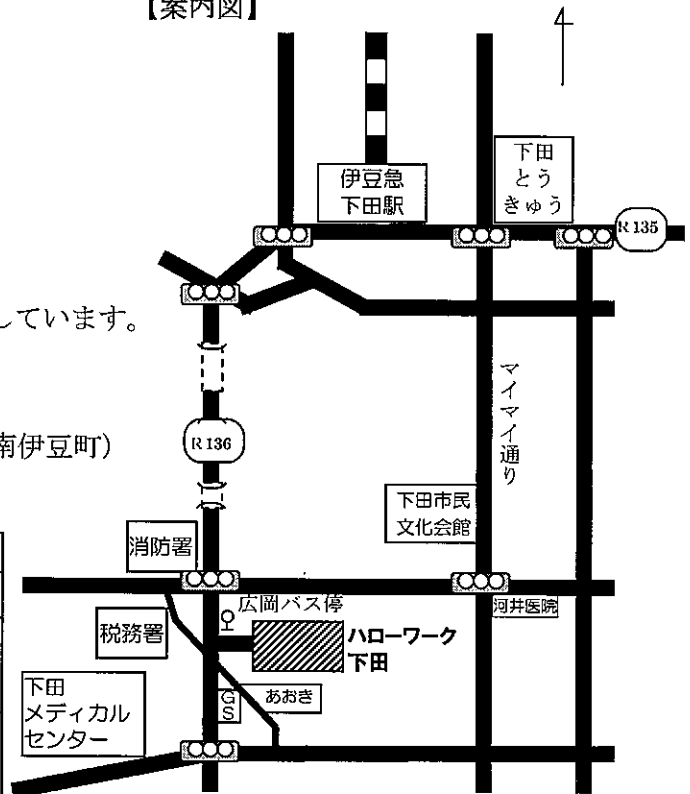 【案内図】
伊豆急
下田駅
下田
とう
きゅう
R 135
しています。
マイマイ通り
R 136
南伊豆町）
下田市民
文化会館
消防署
広岡バス停
河井医院
税務署
ハローワーク
下田
下田
メディカル
センター
GS
あおき